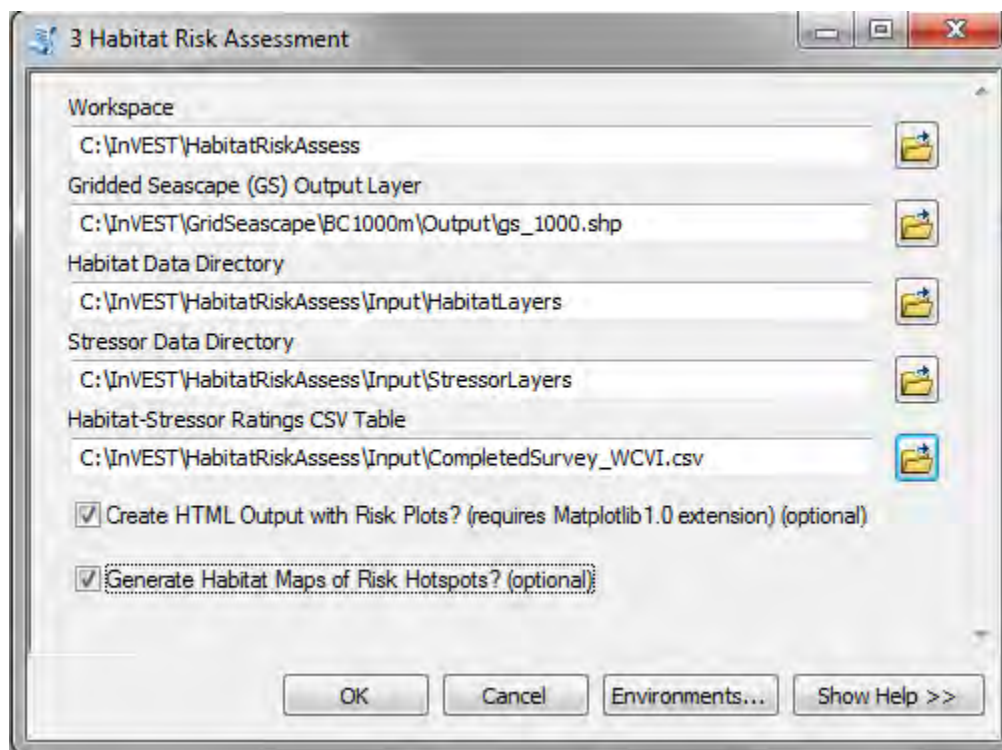 3 Habitat Risk Assessment
Workspace
C:\InVEST\HabitatRiskAssess
Gridded Seascape (GS) Output Layer
C:\InVEST\GridSeascape\BC1000m\Output\gs_1000.shp
Habitat Data Directory
C:\InVEST\HabitatRiskAssess\Input\HabitatLayers
Stressor Data Directory
C:\InVEST\HabitatRiskAssess\Input\StressorLayers
Habitat-Stressor Ratings CSV Table
C:\InVEST\HabitatRiskAssess\Input\CompletedSurvey_WCVI.csv
Create HTML Output with Risk Plots? (requires Matplotlib1.0 extension) (optional)
Generate Habitat Maps of Risk Hotspots? (optional)
OK Cancel Environments... Show Help >>